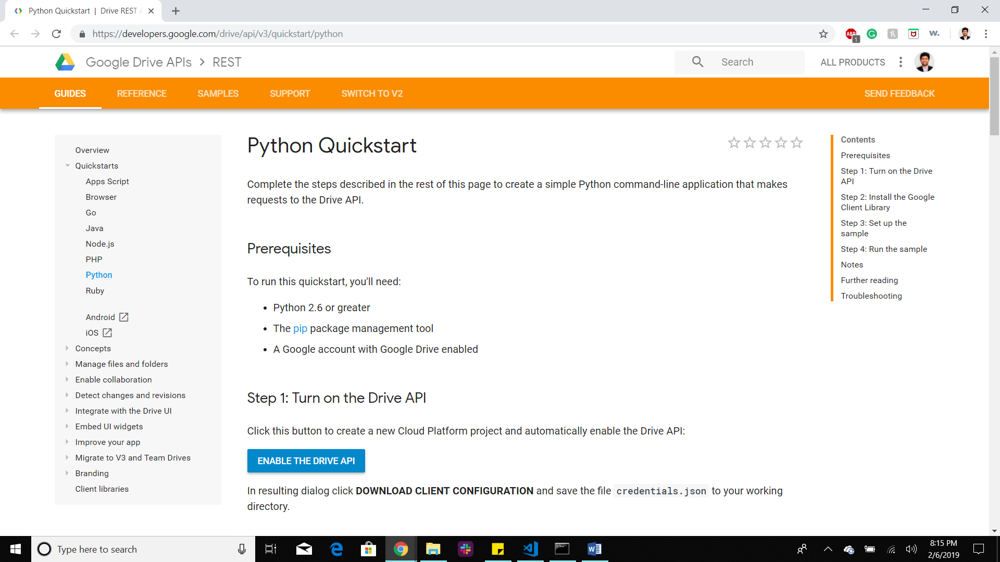 Python Quickstart | Drive REST A
https://developers.google.com/drive/api/v3/quickstart/python
ABP
1
w.
Google Drive APIs > REST
Search
ALL PRODUCTS
GUIDES
REFERENCE
SAMPLES
SUPPORT
SWITCH TO V2
SEND FEEDBACK
Overview
Quickstarts
Apps Script
Browser
Go
Java
Node.js
PHP
Python
Ruby
Android
iOS
Concepts
Manage files and folders
Enable collaboration
Detect changes and revisions
Integrate with the Drive UI
Embed UI widgets
Improve your app
Migrate to V3 and Team Drives
Branding
Client libraries
Python Quickstart
Complete the steps described in the rest of this page to create a simple Python command-line application that makes
requests to the Drive API.
Prerequisites
To run this quickstart, you'll need:
• Python 2.6 or greater
• The pip package management tool
• A Google account with Google Drive enabled
Step 1: Turn on the Drive API
Click this button to create a new Cloud Platform project and automatically enable the Drive API:
ENABLE THE DRIVE API
In resulting dialog click DOWNLOAD CLIENT CONFIGURATION and save the file credentials.json to your working
directory.
Contents
Prerequisites
Step 1: Turn on the Drive
API
Step 2: Install the Google
Client Library
Step 3: Set up the
sample
Step 4: Run the sample
Notes
Further reading
Troubleshooting
Type here to search
8:15 PM
2/6/2019